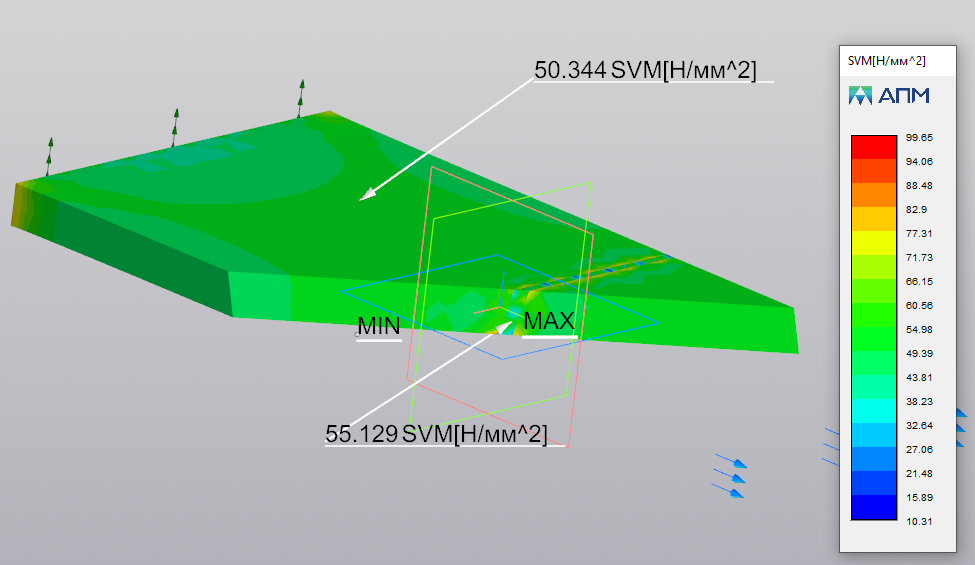 50.344 SVM[Н/мм^2]
MIN
MAX
55.129 SVM[Н/мм^2]
SVM[Н/мм^2]
АПМ
99.65
94.06
88.48
82.9
77.31
71.73
66.15
60.56
54.98
49.39
43.81
38.23
32.64
27.06
21.48
15.89
10.31